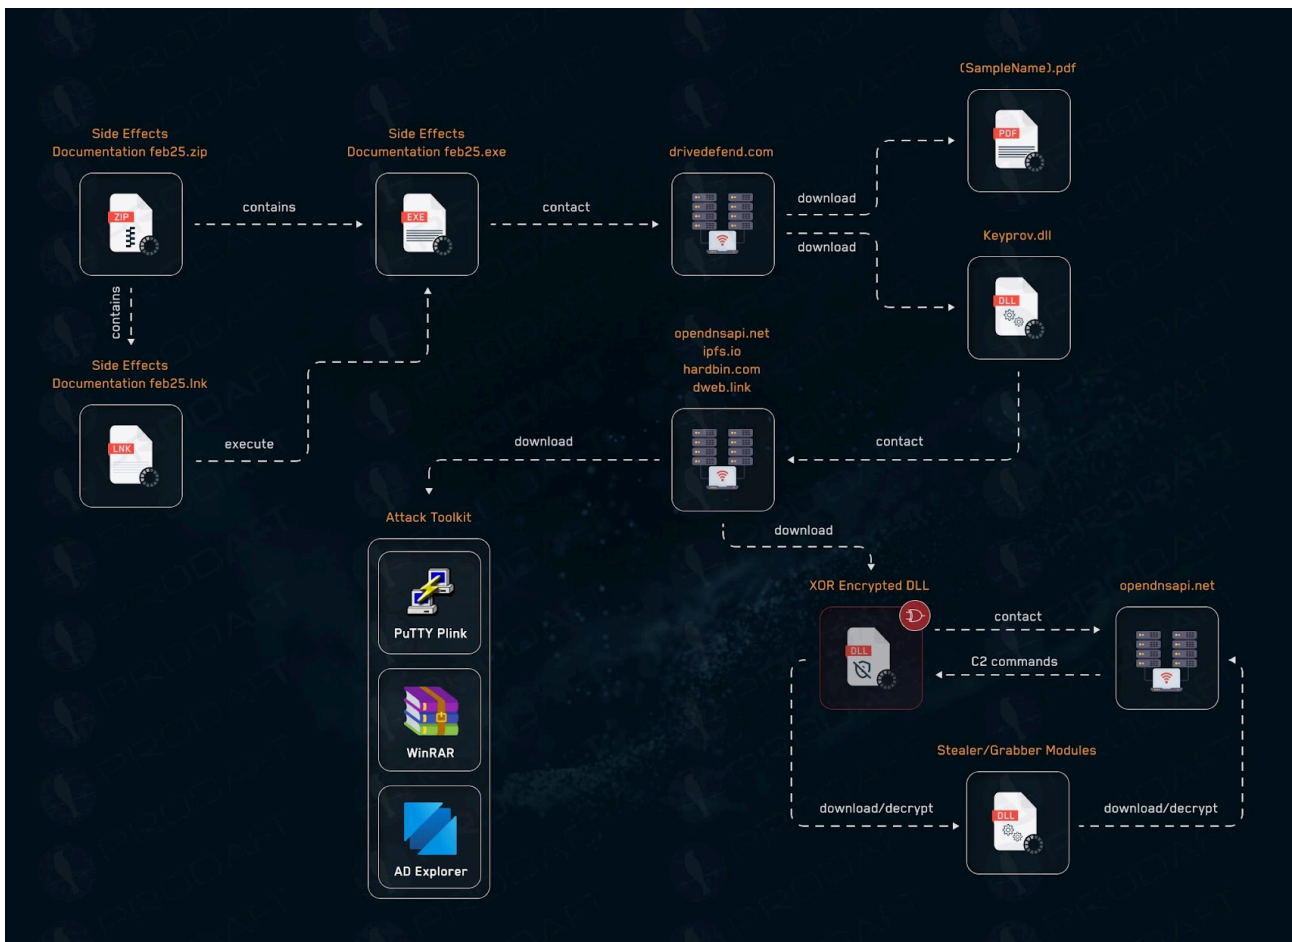 (SampleName).pdf
PDF
Side Effects
Documentation feb25.zip
ZIP
contains
Side Effects
Documentation feb25.exe
EXE
contact
drivedefend.com
download
download
Keyprov.dll
DLL
contains
Side Effects
Documentation feb25.lnk
LNK
execute
opendnsapi.net
ipfs.io
hardbin.com
dweb.link
contact
download
Attack Toolkit
PuTTY Plink
WinRAR
AD Explorer
download
XOR Encrypted DLL
DLL
contact
C2 commands
opendnsapi.net
Stealer/Grabber Modules
download/decrypt
DLL
download/decrypt
PRODAFT